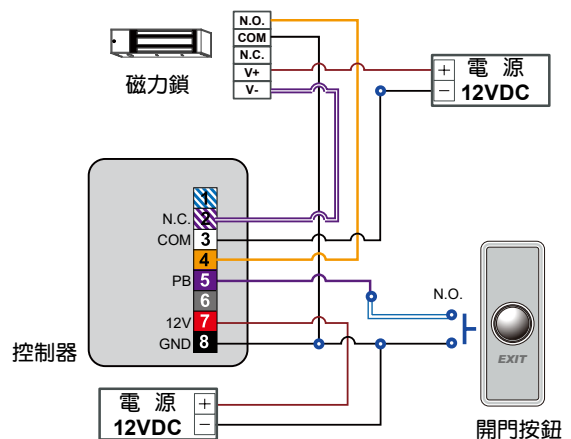 N.O.
COM
N.C.
V+
V-
磁力鎖
+ 電 源
− 12VDC
1
N.C. 2
COM 3
4
PB 5
6
12V 7
GND 8
控制器
N.O.
EXIT
開門按鈕
電 源 +
12VDC −